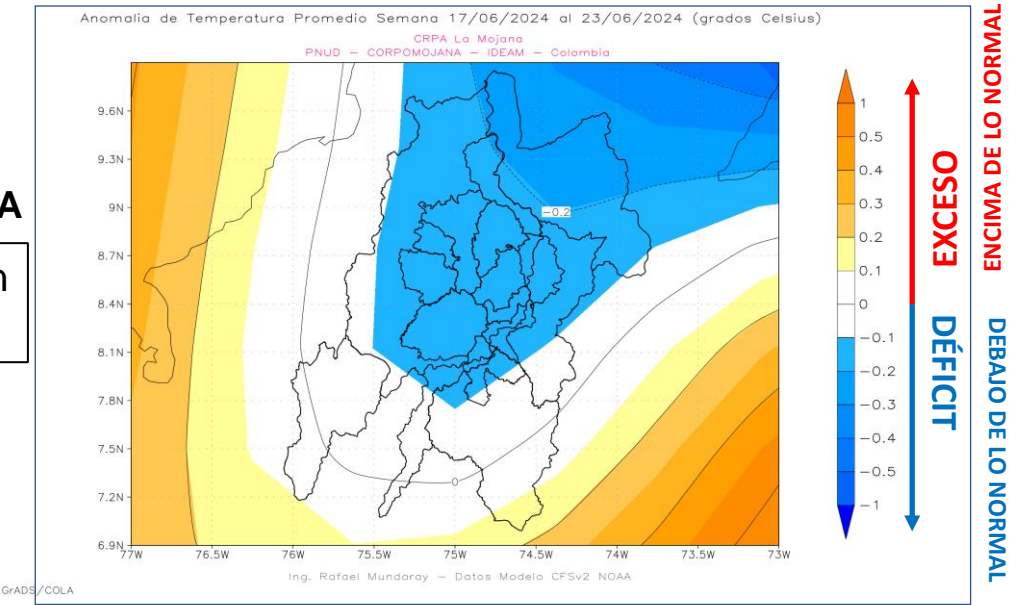 Anomalia de Temperatura Promedio Semana 17/06/2024 al 23/06/2024 (grados Celsius)
CRPA La Mojana
PNUD – CORPOMOJANA – IDEAM – Colombia
A
n
9.6N
9.3N
9N
8.7N
8.4N
8.1N
7.8N
7.5N
7.2N
6.9N
77W
76.5W
76W
75.5W
75W
74.5W
74W
73.5W
73W
−0.2
0
1
0.5
0.4
0.3
0.2
0.1
0
−0.1
−0.2
−0.3
−0.4
−0.5
−1
EXCESO
DÉFICIT
ENCIMA DE LO NORMAL
DEBAJO DE LO NORMAL
Ing. Rafael Mundaray – Datos Modelo CFSv2 NOAA
GrADS/COLA